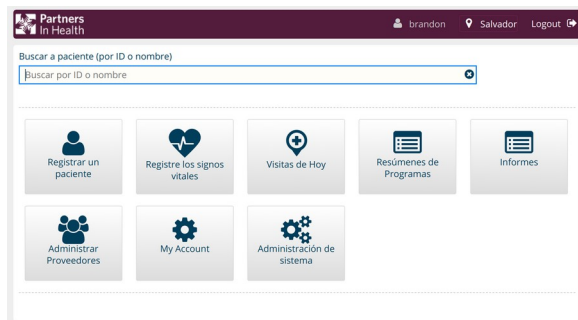 Partners
In Health
brandon
Salvador
Logout
Buscar a paciente (por ID o nombre)
Buscar por ID o nombre
Registrar un
paciente
Registre los signos
vitales
Visitas de Hoy
Resúmenes de
Programas
Informes
Administrar
Proveedores
My Account
Administración de
sistema